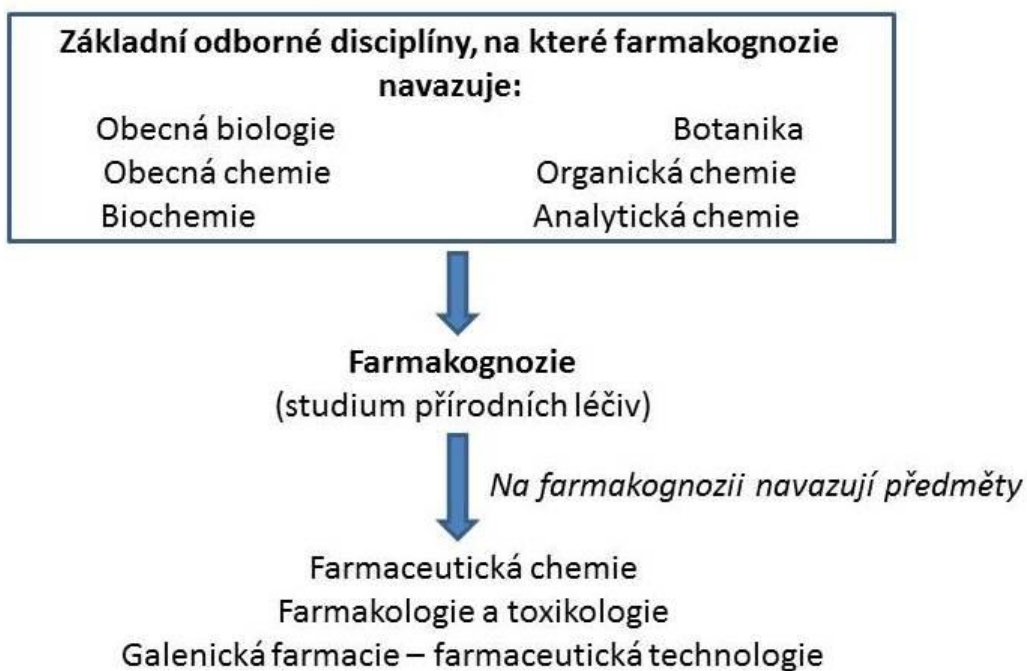 Základní odborné disciplíny, na které farmakognozie
navazuje:
Obecná biologie Botanika
Obecná chemie Organická chemie
Biochemie Analytická chemie
Farmakognozie
(studium přírodních léčiv)
Na farmakognozii navazují předměty
Farmaceutická chemie
Farmakologie a toxikologie
Galenická farmacie – farmaceutická technologie